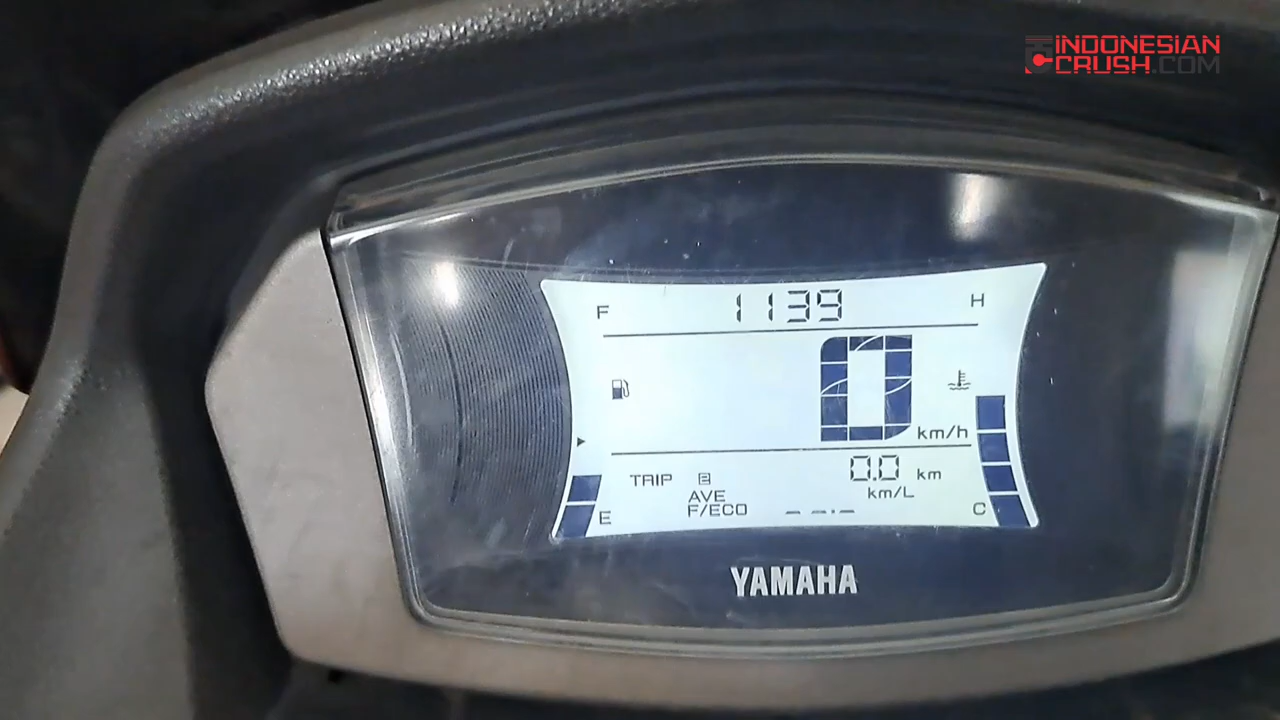 INDONESIAN
CRUSH.COM
F 1139 H
0 km/h
TRIP 0.0 km
AVE km/L
F/ECO --.-
E C
YAMAHA